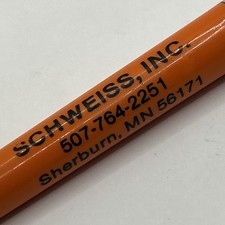 SCHWEISS, INC.
507-764-2251
Sherburn, MN 56171